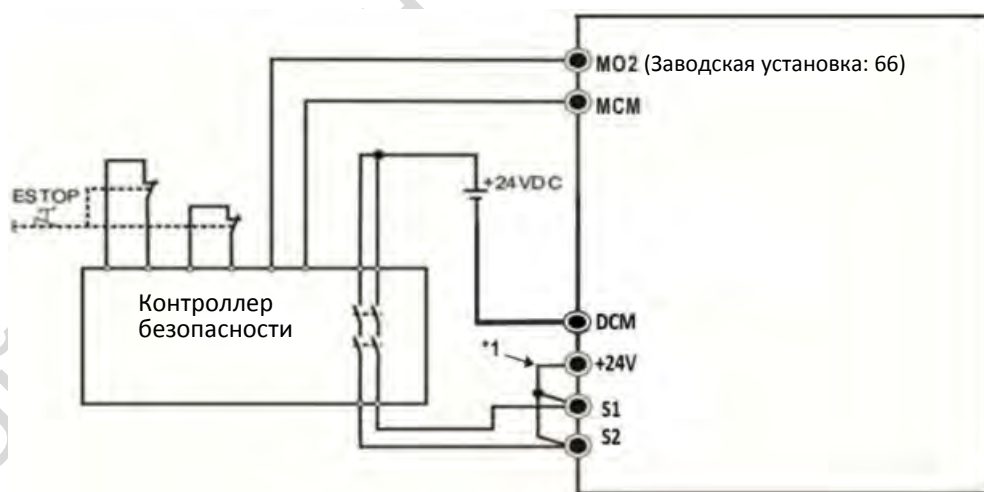 MO2 (Заводская установка: 66)
MCM
+24VDC
ESTOP
Контроллер
безопасности
DCM
*1
+24V
S1
S2